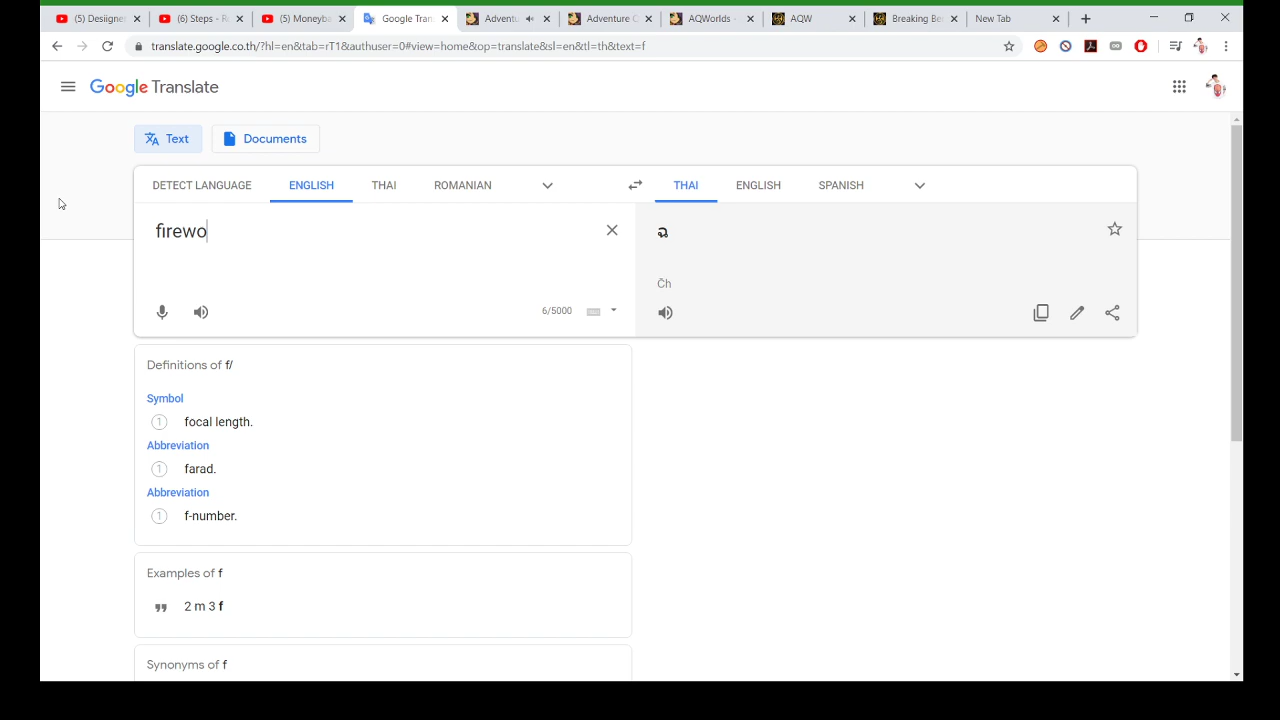 (5) Desiigne
(6) Steps - R
(5) Moneyba
Google Tran
Adventu
Adventure Q
AQWorlds -
AQW
Breaking Be
New Tab
translate.google.co.th/?hl=en&tab=rT1&authuser=0#view=home&op=translate&sl=en&tl=th&text=f
Google Translate
Text
Documents
DETECT LANGUAGE
ENGLISH
THAI
ROMANIAN
THAI
ENGLISH
SPANISH
firewo
ฉ
C̄h
6/5000
Definitions of f/
Symbol
1 focal length.
Abbreviation
1 farad.
Abbreviation
1 f-number.
Examples of f
2 m 3 f
Synonyms of f